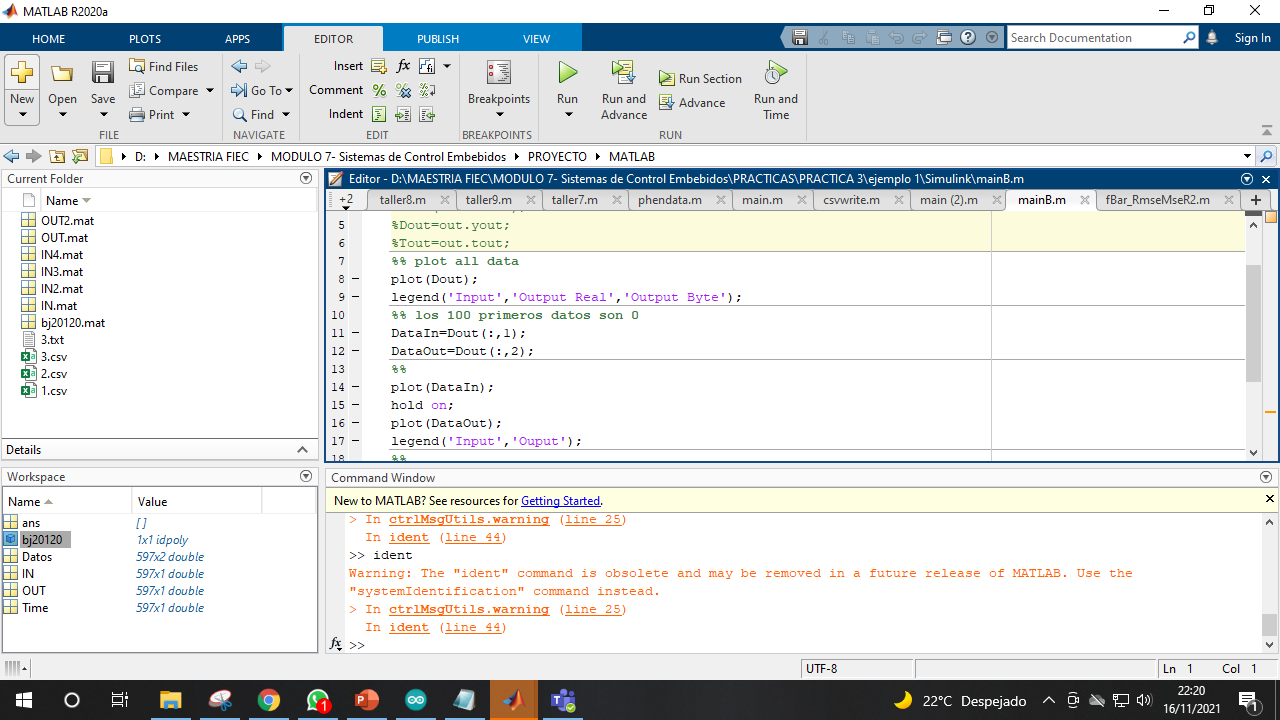 MATLAB R2020a
HOME PLOTS APPS EDITOR PUBLISH VIEW Search Documentation Sign In
New Open Save Find Files Compare Print Go To Find Insert fx Comment Indent Breakpoints Run Run and Advance Run Section Advance Run and Time
FILE NAVIGATE EDIT BREAKPOINTS RUN
D: MAESTRIA FIEC MODULO 7- Sistemas de Control Embebidos PROYECTO MATLAB
Current Folder
Name
OUT2.mat
OUT.mat
IN4.mat
IN3.mat
IN2.mat
IN.mat
bj20120.mat
3.txt
3.csv
2.csv
1.csv
Details
Workspace
Name Value
ans []
bj20120 1x1 idpoly
Datos 597x2 double
IN 597x1 double
OUT 597x1 double
Time 597x1 double
Editor - D:\MAESTRIA FIEC\MODULO 7- Sistemas de Control Embebidos\PRACTICAS\PRACTICA 3\ejemplo 1\Simulink\mainB.m
+2 taller8.m taller9.m taller7.m phendata.m main.m csvwrite.m main (2).m mainB.m fBar_RmseMseR2.m
5 %Dout=out.yout;
6 %Tout=out.tout;
7 %% plot all data
8 plot(Dout);
9 legend('Input','Output Real','Output Byte');
10 %% los 100 primeros datos son 0
11 DataIn=Dout(:,1);
12 DataOut=Dout(:,2);
13 %%
14 plot(DataIn);
15 hold on;
16 plot(DataOut);
17 legend('Input','Ouput');
18 %%
Command Window
New to MATLAB? See resources for Getting Started.
> In ctrlMsgUtils.warning (line 25)
In ident (line 44)
>> ident
Warning: The "ident" command is obsolete and may be removed in a future release of MATLAB. Use the
"systemIdentification" command instead.
> In ctrlMsgUtils.warning (line 25)
In ident (line 44)
fx >>
UTF-8 Ln 1 Col 1
1 22°C Despejado 22:20
16/11/2021 1